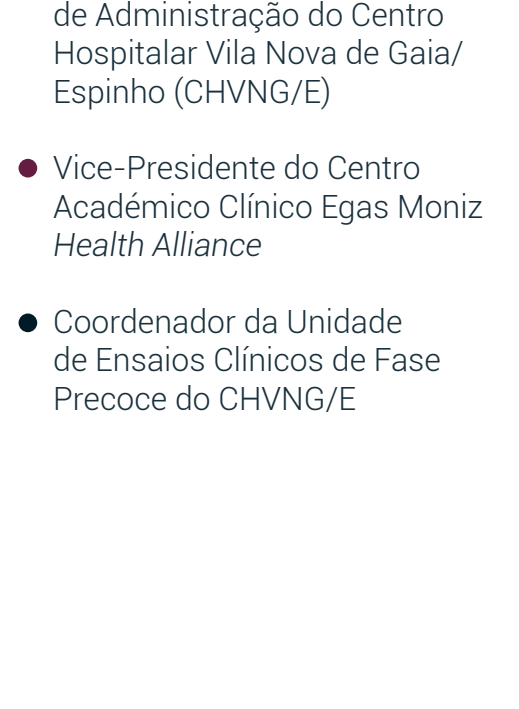 de Administração do Centro
Hospitalar Vila Nova de Gaia/
Espinho (CHVNG/E)
Vice-Presidente do Centro
Académico Clínico Egas Moniz
Health Alliance
Coordenador da Unidade
de Ensaios Clínicos de Fase
Precoce do CHVNG/E